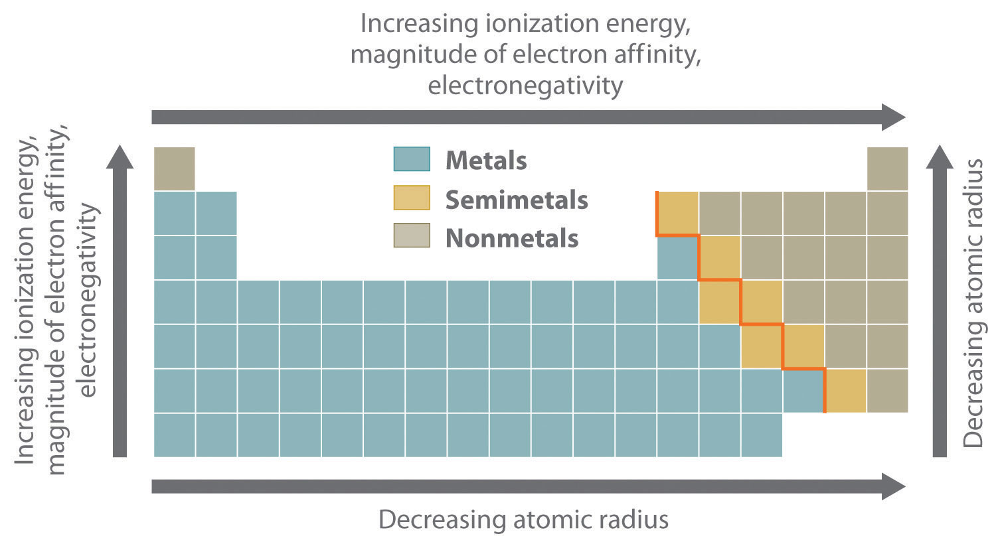 Increasing ionization energy,
magnitude of electron affinity,
electronegativity
Increasing ionization energy,
magnitude of electron affinity,
electronegativity
Metals
Semimetals
Nonmetals
Decreasing atomic radius
Decreasing atomic radius